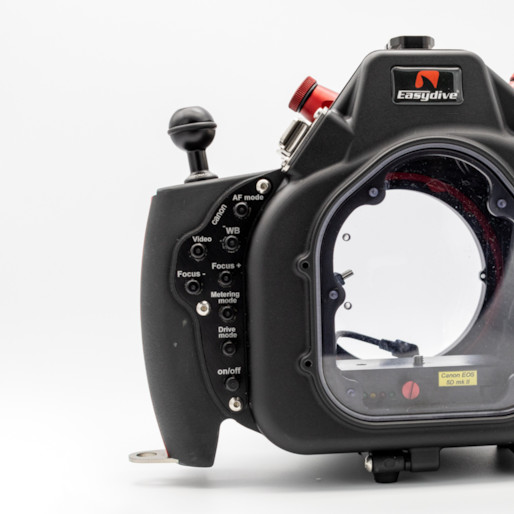 Easydive
canon
AF mode
WB
Video
Focus +
Focus -
Metering
mode
Drive
mode
on/off
Canon EOS
5D mk II